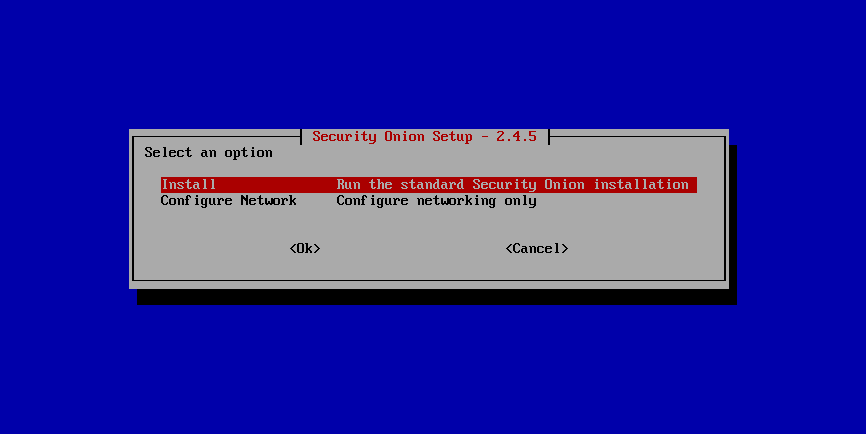 Security Onion Setup - 2.4.5
Select an option
Install Run the standard Security Onion installation
Configure Network Configure networking only
<Ok> <Cancel>